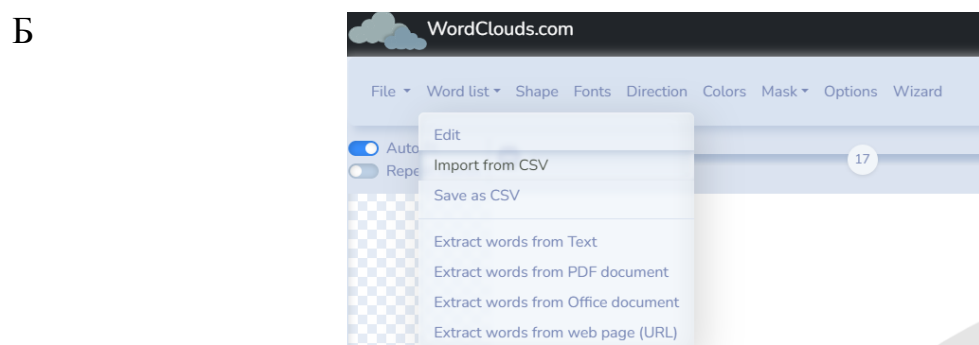 Б
WordClouds.com
File Word list Shape Fonts Direction Colors Mask Options Wizard
Edit
Auto
Import from CSV
17
Repe
Save as CSV
Extract words from Text
Extract words from PDF document
Extract words from Office document
Extract words from web page (URL)